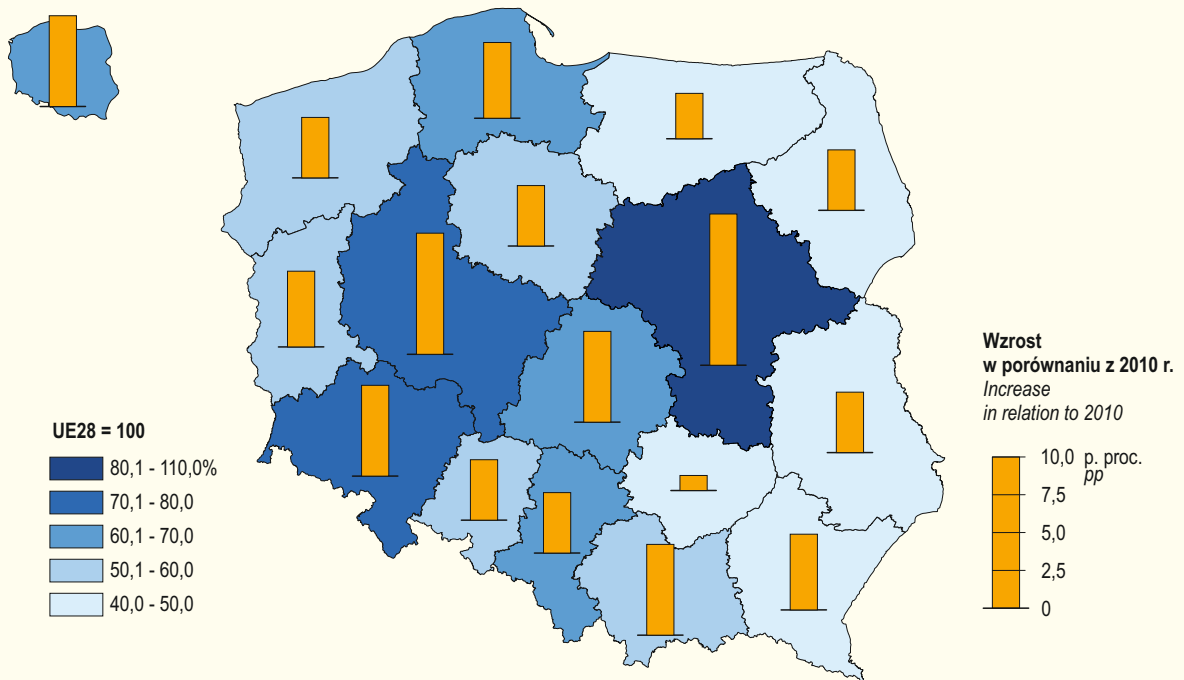 UE28 = 100
80,1 - 110,0%
70,1 - 80,0
60,1 - 70,0
50,1 - 60,0
40,0 - 50,0
Wzrost
w porównaniu z 2010 r.
Increase
in relation to 2010
10,0 p. proc.
pp
7,5
5,0
2,5
0